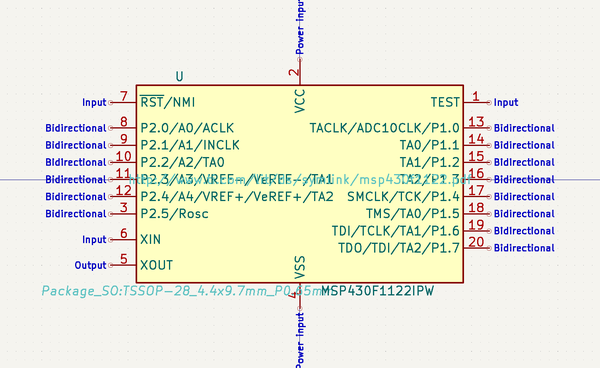 Power input
2
VCC
U
Input 7 RST/NMI
TEST 1 Input
Bidirectional 8 P2.0/A0/ACLK
TACLK/ADC10CLK/P1.0 13 Bidirectional
Bidirectional 9 P2.1/A1/INCLK
TA0/P1.1 14 Bidirectional
Bidirectional 10 P2.2/A2/TA0
TA1/P1.2 15 Bidirectional
Bidirectional 11 P2.3/A3/VREF-/VeREF-/TA1
16 Bidirectional
Bidirectional 12 P2.4/A4/VREF+/VeREF+/TA2
SMCLK/TCK/P1.4 17 Bidirectional
Bidirectional 3 P2.5/Rosc
TMS/TA0/P1.5 18 Bidirectional
TDI/TCLK/TA1/P1.6 19 Bidirectional
Input 6 XIN
TDO/TDI/TA2/P1.7 20 Bidirectional
Output 5 XOUT
VSS
4
Package_SO:TSSOP-28_4.4x9.7mm_P0.65mm
MSP430F1122IPW
Power input